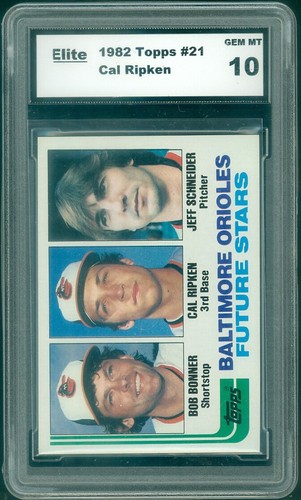 Elite
1982 Topps #21
Cal Ripken
GEM MT
10
JEFF SCHNEIDER
Pitcher
CAL RIPKEN
3rd Base
BOB BONNER
Shortstop
BALTIMORE ORIOLES
FUTURE STARS
TOPPS